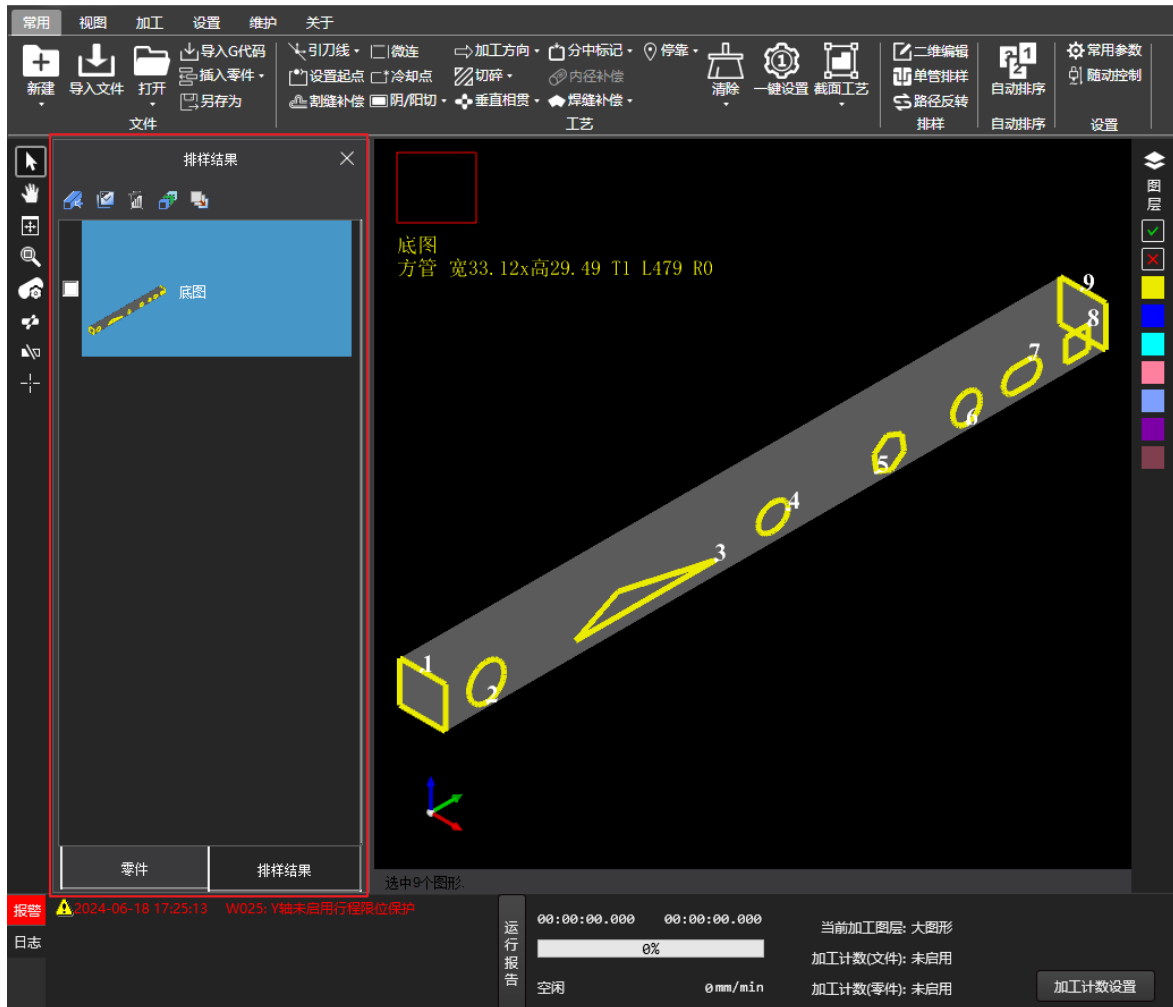 常用 视图 加工 设置 维护 关于
新建 导入文件 打开 导入G代码 插入零件 另存为
文件
引刀线 微连 加工方向 分中标记 停靠
设置起点 冷却点 切碎 内径补偿
割缝补偿 阴/阳切 垂直相贯 焊缝补偿
清除 一键设置 截面工艺
工艺
二维编辑
单管排样
路径反转
排样
自动排序
自动排序
常用参数
随动控制
设置
排样结果
底图
零件 排样结果
底图
方管 宽33.12x高29.49 T1 L479 R0
9
8
7
6
5
4
3
1
2
图层
选中9个图形.
报警
日志
2024-06-18 17:25:13 W025: Y轴未启用行程限位保护
运行报告
00:00:00.000 00:00:00.000
0%
空闲 0mm/min
当前加工图层: 大图形
加工计数(文件): 未启用
加工计数(零件): 未启用
加工计数设置